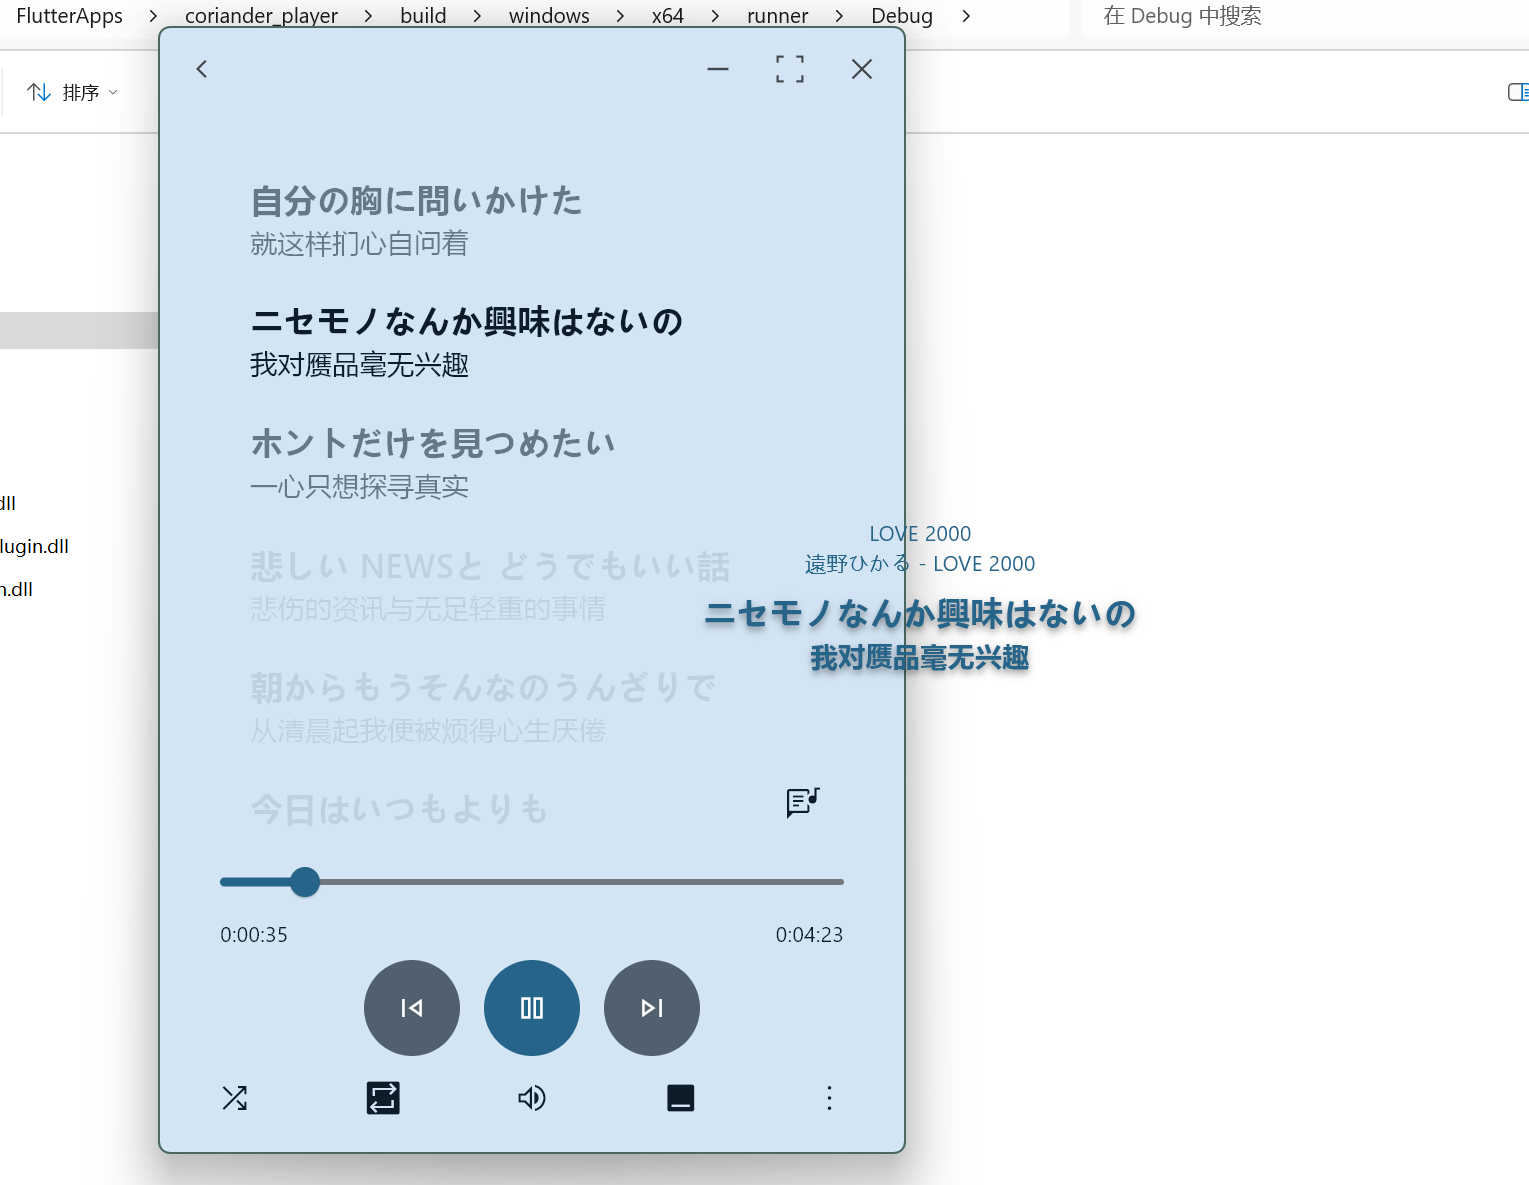 FlutterApps > coriander_player > build > windows > x64 > runner > Debug >
在 Debug 中搜索
排序
自分の胸に問いかけた
就这样扪心自问着
ニセモノなんか興味はないの
我对赝品毫无兴趣
ホントだけを見つめたい
一心只想探寻真实
悲しい NEWSと どうでもいい話
悲伤的资讯与无足轻重的事情
朝からもうそんなのうんざりで
从清晨起我便被烦得心生厌倦
今日はいつもよりも
0:00:35
0:04:23
dll
lugin.dll
n.dll
LOVE 2000
遠野ひかる - LOVE 2000
ニセモノなんか興味はないの
我对赝品毫无兴趣